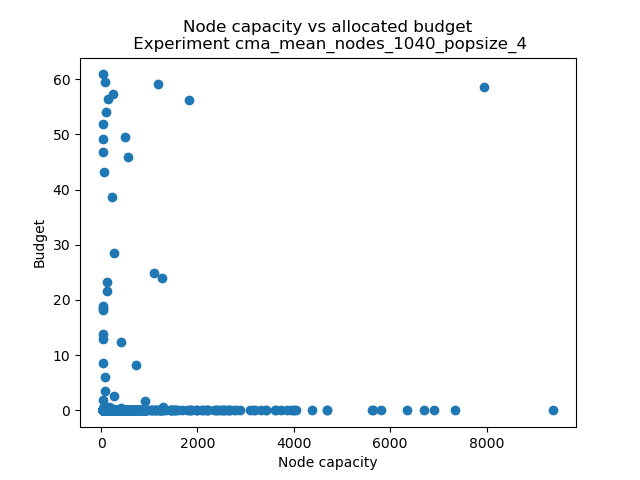 Node capacity vs allocated budget
Experiment cma_mean_nodes_1040_popsize_4
60
50
40
30
20
10
0
Budget
0 2000 4000 6000 8000
Node capacity